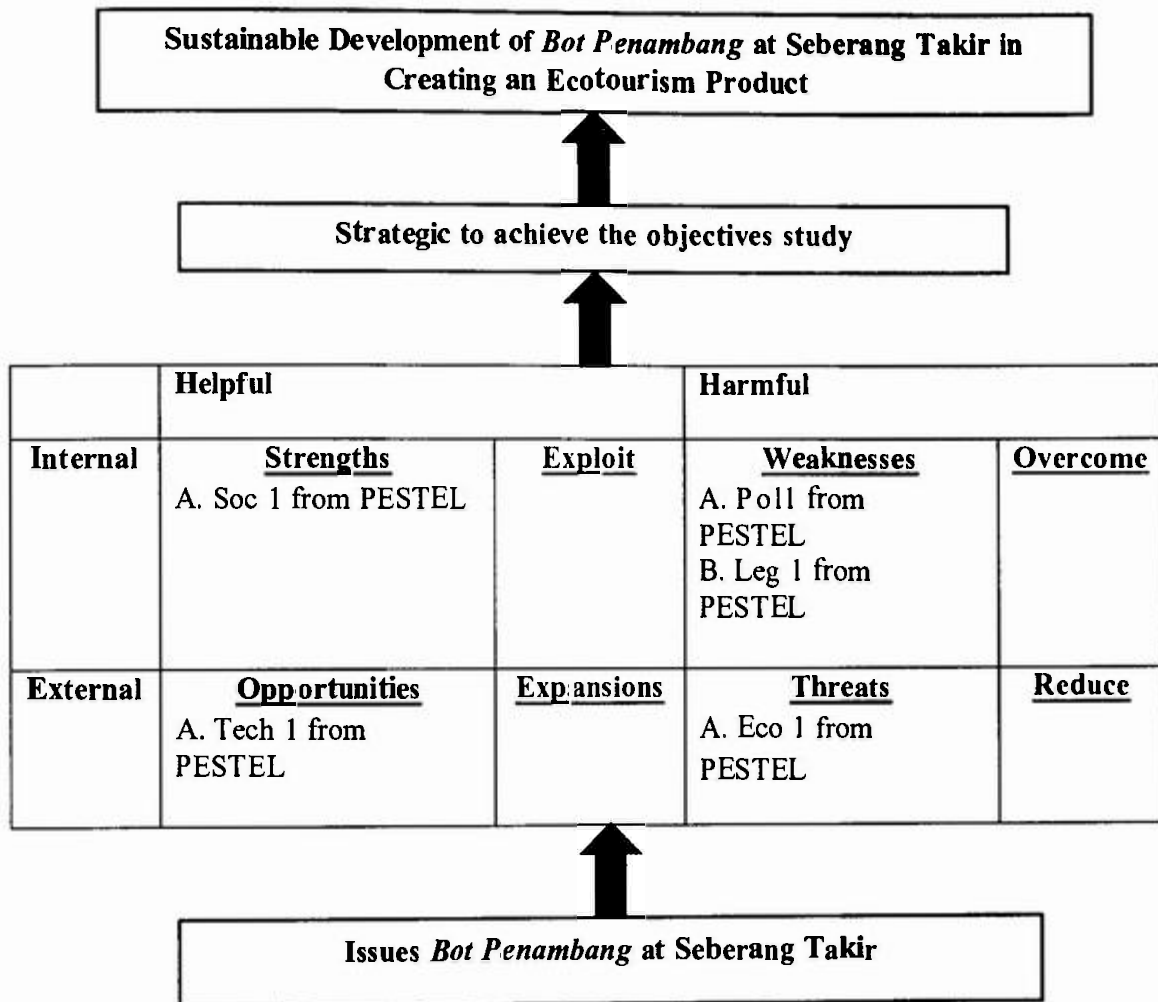 Sustainable Development of Bot Penambang at Seberang Takir in
Creating an Ecotourism Product
Strategic to achieve the objectives study
Helpful
Harmful
Internal
Strengths
A. Soc 1 from PESTEL
Exploit
Weaknesses
A. Pol1 from
PESTEL
B. Leg 1 from
PESTEL
Overcome
External
Opportunities
A. Tech 1 from
PESTEL
Expansions
Threats
A. Eco 1 from
PESTEL
Reduce
Issues Bot Penambang at Seberang Takir